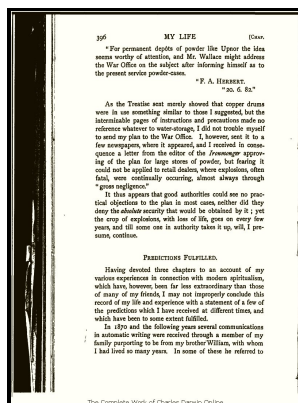 396 MY LIFE [CHAP.
"For permanent depôts of powder like Upnor the idea
seems worthy of attention, and Mr. Wallace might address
the War Office on the subject after informing himself as to
the present service powder-cases.
"F. A. HERBERT.
"20. 6. 82."
As the Treatise sent merely showed that copper drums
were in use something similar to those I suggested, but the
interminable pages of instructions and precautions made no
reference whatever to water-storage, I did not trouble myself
to send my plan to the War Office. I, however, sent it to a
few newspapers, where it appeared, and I received in conse-
quence a letter from the editor of the Ironmonger approv-
ing of the plan for large stores of powder, but fearing it
could not be applied to retail dealers, where explosions, often
fatal, were continually occurring, almost always through
"gross negligence."
It thus appears that good authorities could see no prac-
tical objections to the plan in most cases, neither did they
deny the absolute security that would be obtained by it; yet
the crop of explosions, with loss of life, goes on every few
years, and till some one in authority takes it up, will, I pre-
sume, continue.
PREDICTIONS FULFILLED.
Having devoted three chapters to an account of my
various experiences in connection with modern spiritualism,
which have, however, been far less extraordinary than those
of many of my friends, I may not improperly conclude this
record of my life and experience with a statement of a few of
the predictions which I have received at different times, and
which have been to some extent fulfilled.
In 1870 and the following years several communications
in automatic writing were received through a member of my
family purporting to be from my brother William, with whom
I had lived so many years. In some of these he referred to
The Complete Work of Charles Darwin Online